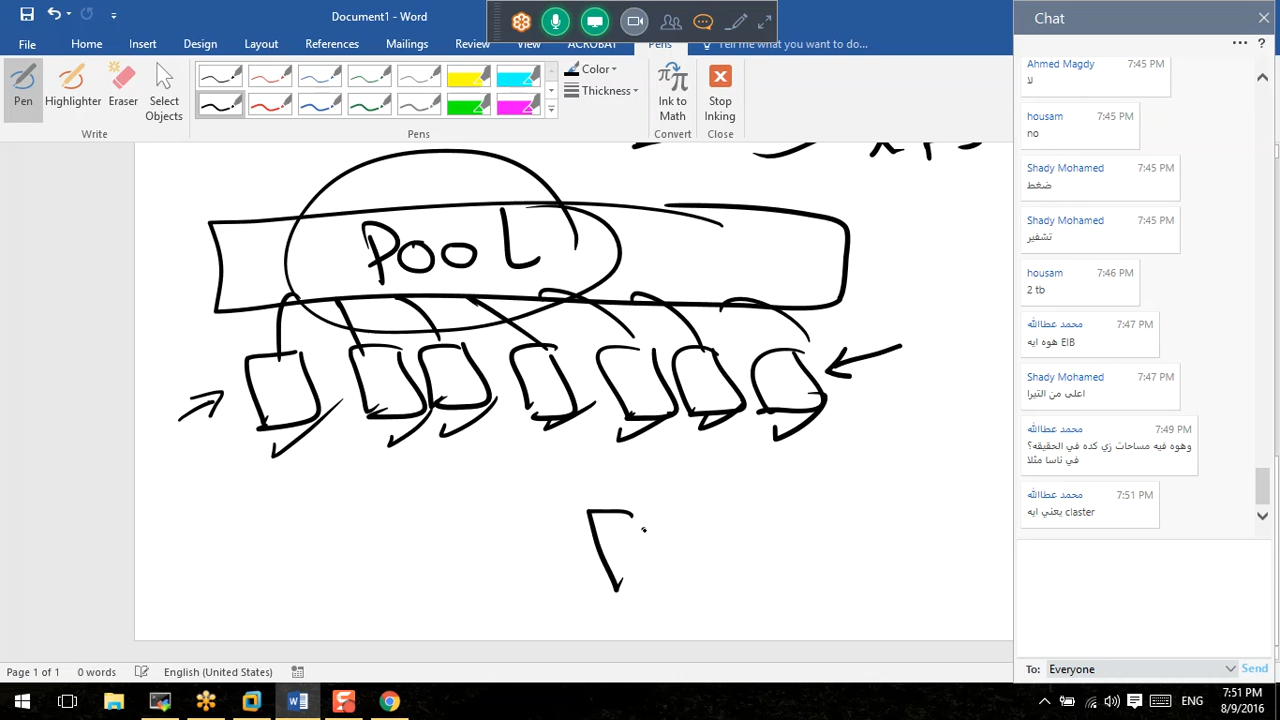 Document1 - Word
File
Home
Insert
Design
Layout
References
Mailings
Review
View
ACROBAT
Pens
Tell me what you want to do...
Pen
Highlighter
Eraser
Select Objects
Color
Thickness
Ink to Math
Stop Inking
Write
Pens
Convert
Close
POOL
Chat
Ahmed Magdy 7:45 PM
لا
housam 7:45 PM
no
Shady Mohamed 7:45 PM
ضغط
Shady Mohamed 7:45 PM
تشفير
housam 7:46 PM
2 tb
محمد عطاالله 7:47 PM
هوه ايه EIB
Shady Mohamed 7:47 PM
اعلى من التيرا
محمد عطاالله 7:49 PM
وهوه فيه مساحات زي كده في الحقيقه؟
في ناسا مثلا
محمد عطاالله 7:51 PM
يعني ايه claster
To: Everyone
Send
Page 1 of 1
0 words
English (United States)
ENG
7:51 PM
8/9/2016